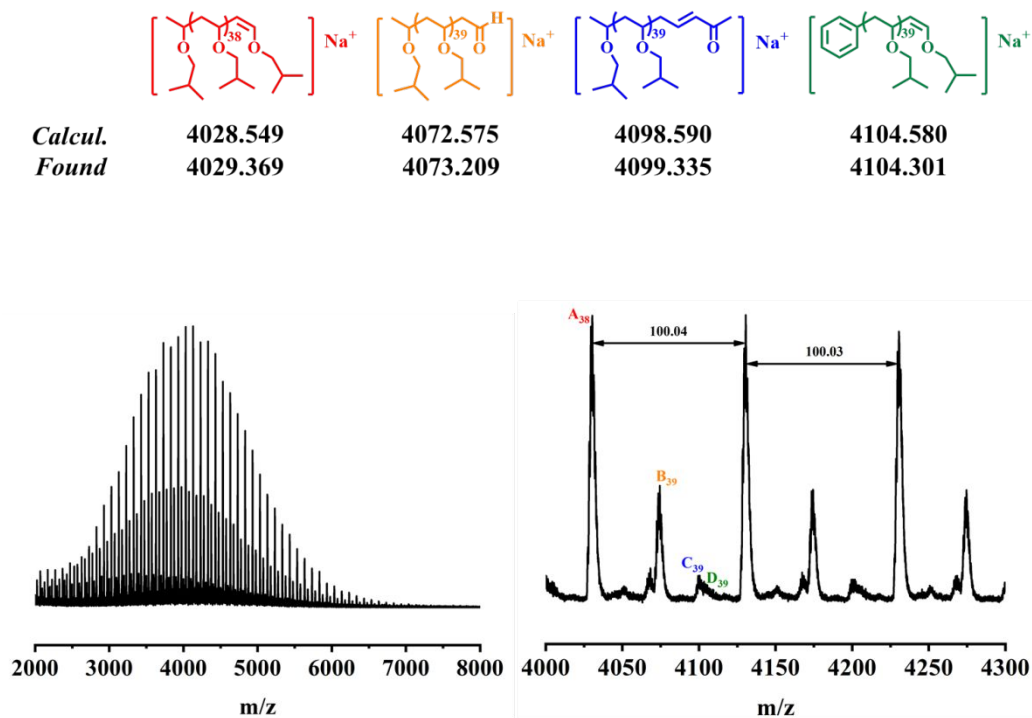 38 Na⁺ H 39 Na⁺ 39 Na⁺ 39 Na⁺
O O O O O O O O O O O
Calcul. 4028.549 4072.575 4098.590 4104.580
Found 4029.369 4073.209 4099.335 4104.301
A₃₈
100.04
100.03
B₃₉
C₃₉
D₃₉
2000 3000 4000 5000 6000 7000 8000
m/z
4000 4050 4100 4150 4200 4250 4300
m/z